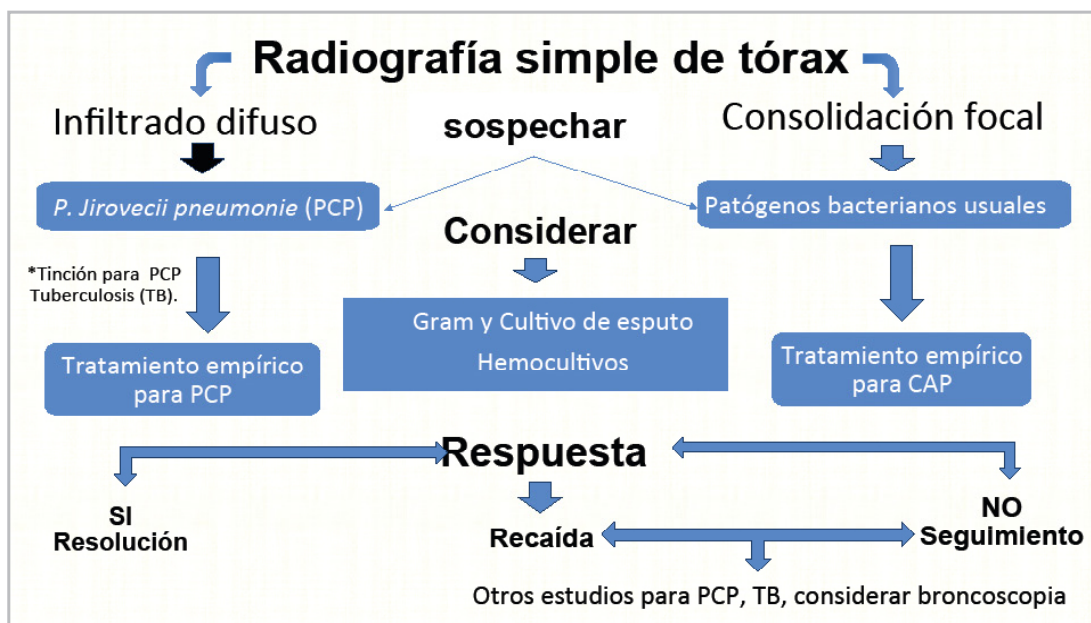 Radiografía simple de tórax
Infiltrado difuso
sospechar
Consolidación focal
P. Jirovecii pneumonie (PCP)
Patógenos bacterianos usuales
Considerar
*Tinción para PCP
Tuberculosis (TB).
Gram y Cultivo de esputo
Hemocultivos
Tratamiento empírico
para PCP
Tratamiento empírico
para CAP
Respuesta
SI
Resolución
Recaída
NO
Seguimiento
Otros estudios para PCP, TB, considerar broncoscopia